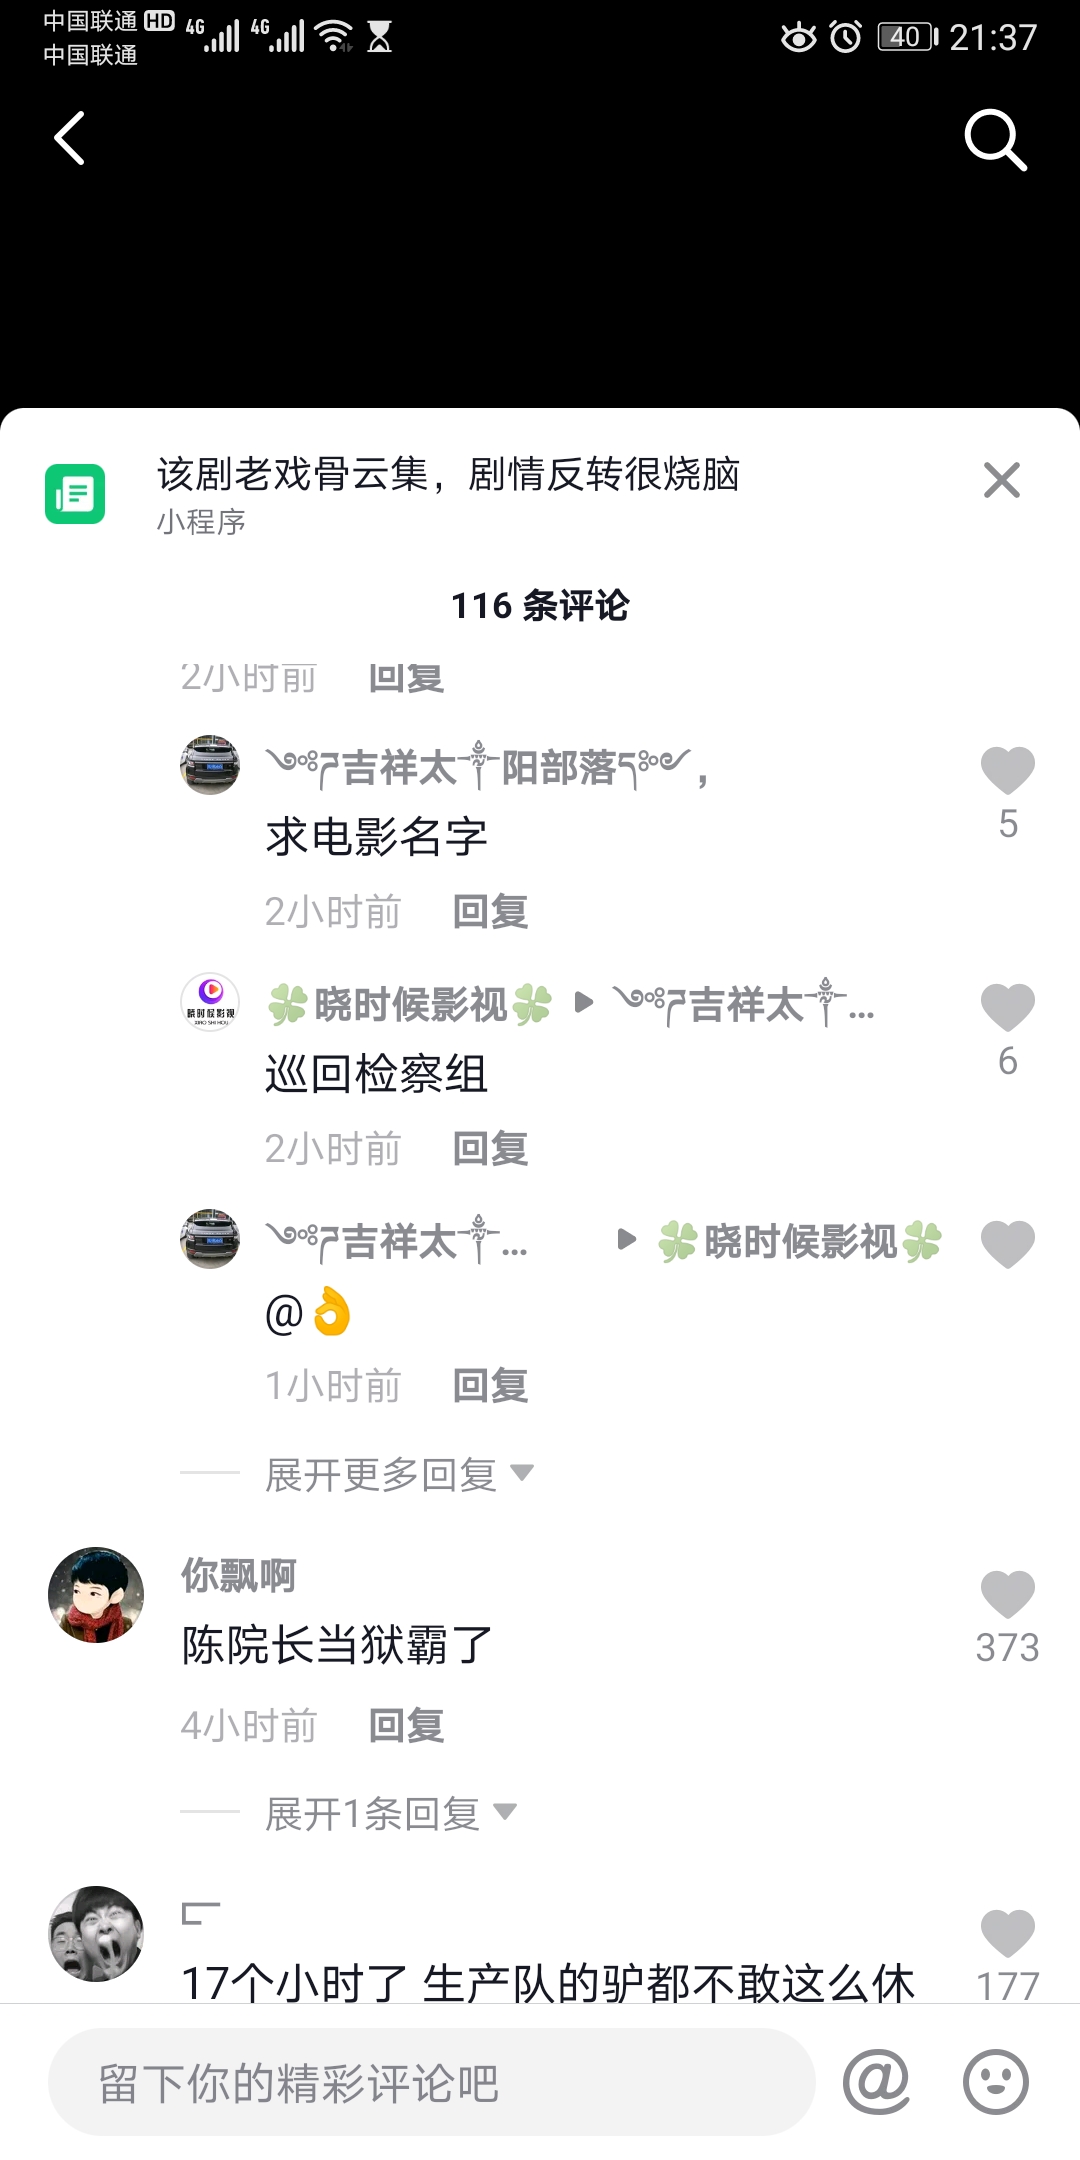 中国联通 HD 4G 4G 40 21:37
中国联通
该剧老戏骨云集，剧情反转很烧脑
小程序
116 条评论
2小时前 回复
༺ཌ吉祥太༒阳部落ད༻，
5
求电影名字
2小时前 回复
🍀晓时候影视🍀 ▶ ༺ཌ吉祥太༒...
6
巡回检察组
2小时前 回复
༺ཌ吉祥太༒... ▶ 🍀晓时候影视🍀
@👌
1小时前 回复
展开更多回复
你飘啊
陈院长当狱霸了
373
4小时前 回复
展开1条回复
17个小时了 生产队的驴都不敢这么休
177
留下你的精彩评论吧
@